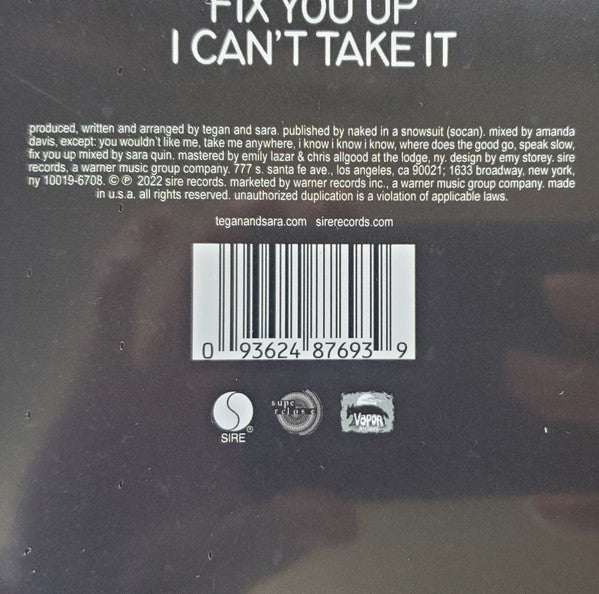 FIX YOU UP
I CAN'T TAKE IT
produced, written and arranged by tegan and sara. published by naked in a snowsuit (socan). mixed by amanda
davis, except: you wouldn't like me, take me anywhere, i know i know i know, where does the good go, speak slow,
fix you up mixed by sara quin. mastered by emily lazar & chris allgood at the lodge, ny. design by emy storey. sire
records, a warner music group company. 777 s. santa fe ave., los angeles, ca 90021; 1633 broadway, new york,
ny 10019-6708. © ℗ 2022 sire records. marketed by warner records inc., a warner music group company. made
in u.s.a. all rights reserved. unauthorized duplication is a violation of applicable laws.
teganandsara.com sirerecords.com
0 93624 87693 9
S
SIRE®
supe
rclose
VAPOR